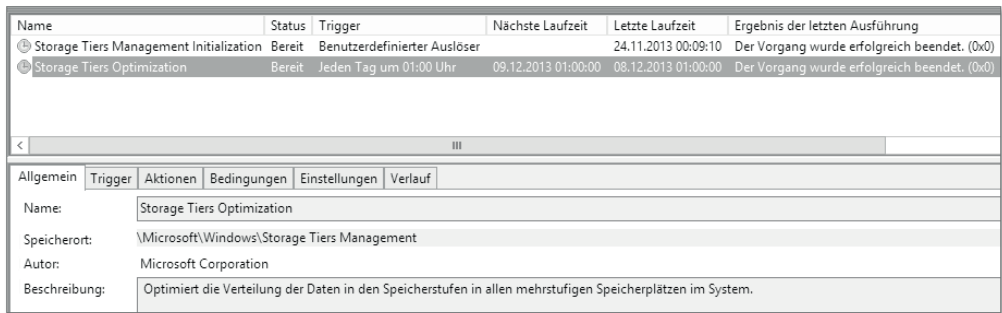 Name Status Trigger Nächste Laufzeit Letzte Laufzeit Ergebnis der letzten Ausführung
Storage Tiers Management Initialization Bereit Benutzerdefinierter Auslöser 24.11.2013 00:09:10 Der Vorgang wurde erfolgreich beendet. (0x0)
Storage Tiers Optimization Bereit Jeden Tag um 01:00 Uhr 09.12.2013 01:00:00 08.12.2013 01:00:00 Der Vorgang wurde erfolgreich beendet. (0x0)
Allgemein Trigger Aktionen Bedingungen Einstellungen Verlauf
Name: Storage Tiers Optimization
Speicherort: \Microsoft\Windows\Storage Tiers Management
Autor: Microsoft Corporation
Beschreibung: Optimiert die Verteilung der Daten in den Speicherstufen in allen mehrstufigen Speicherplätzen im System.